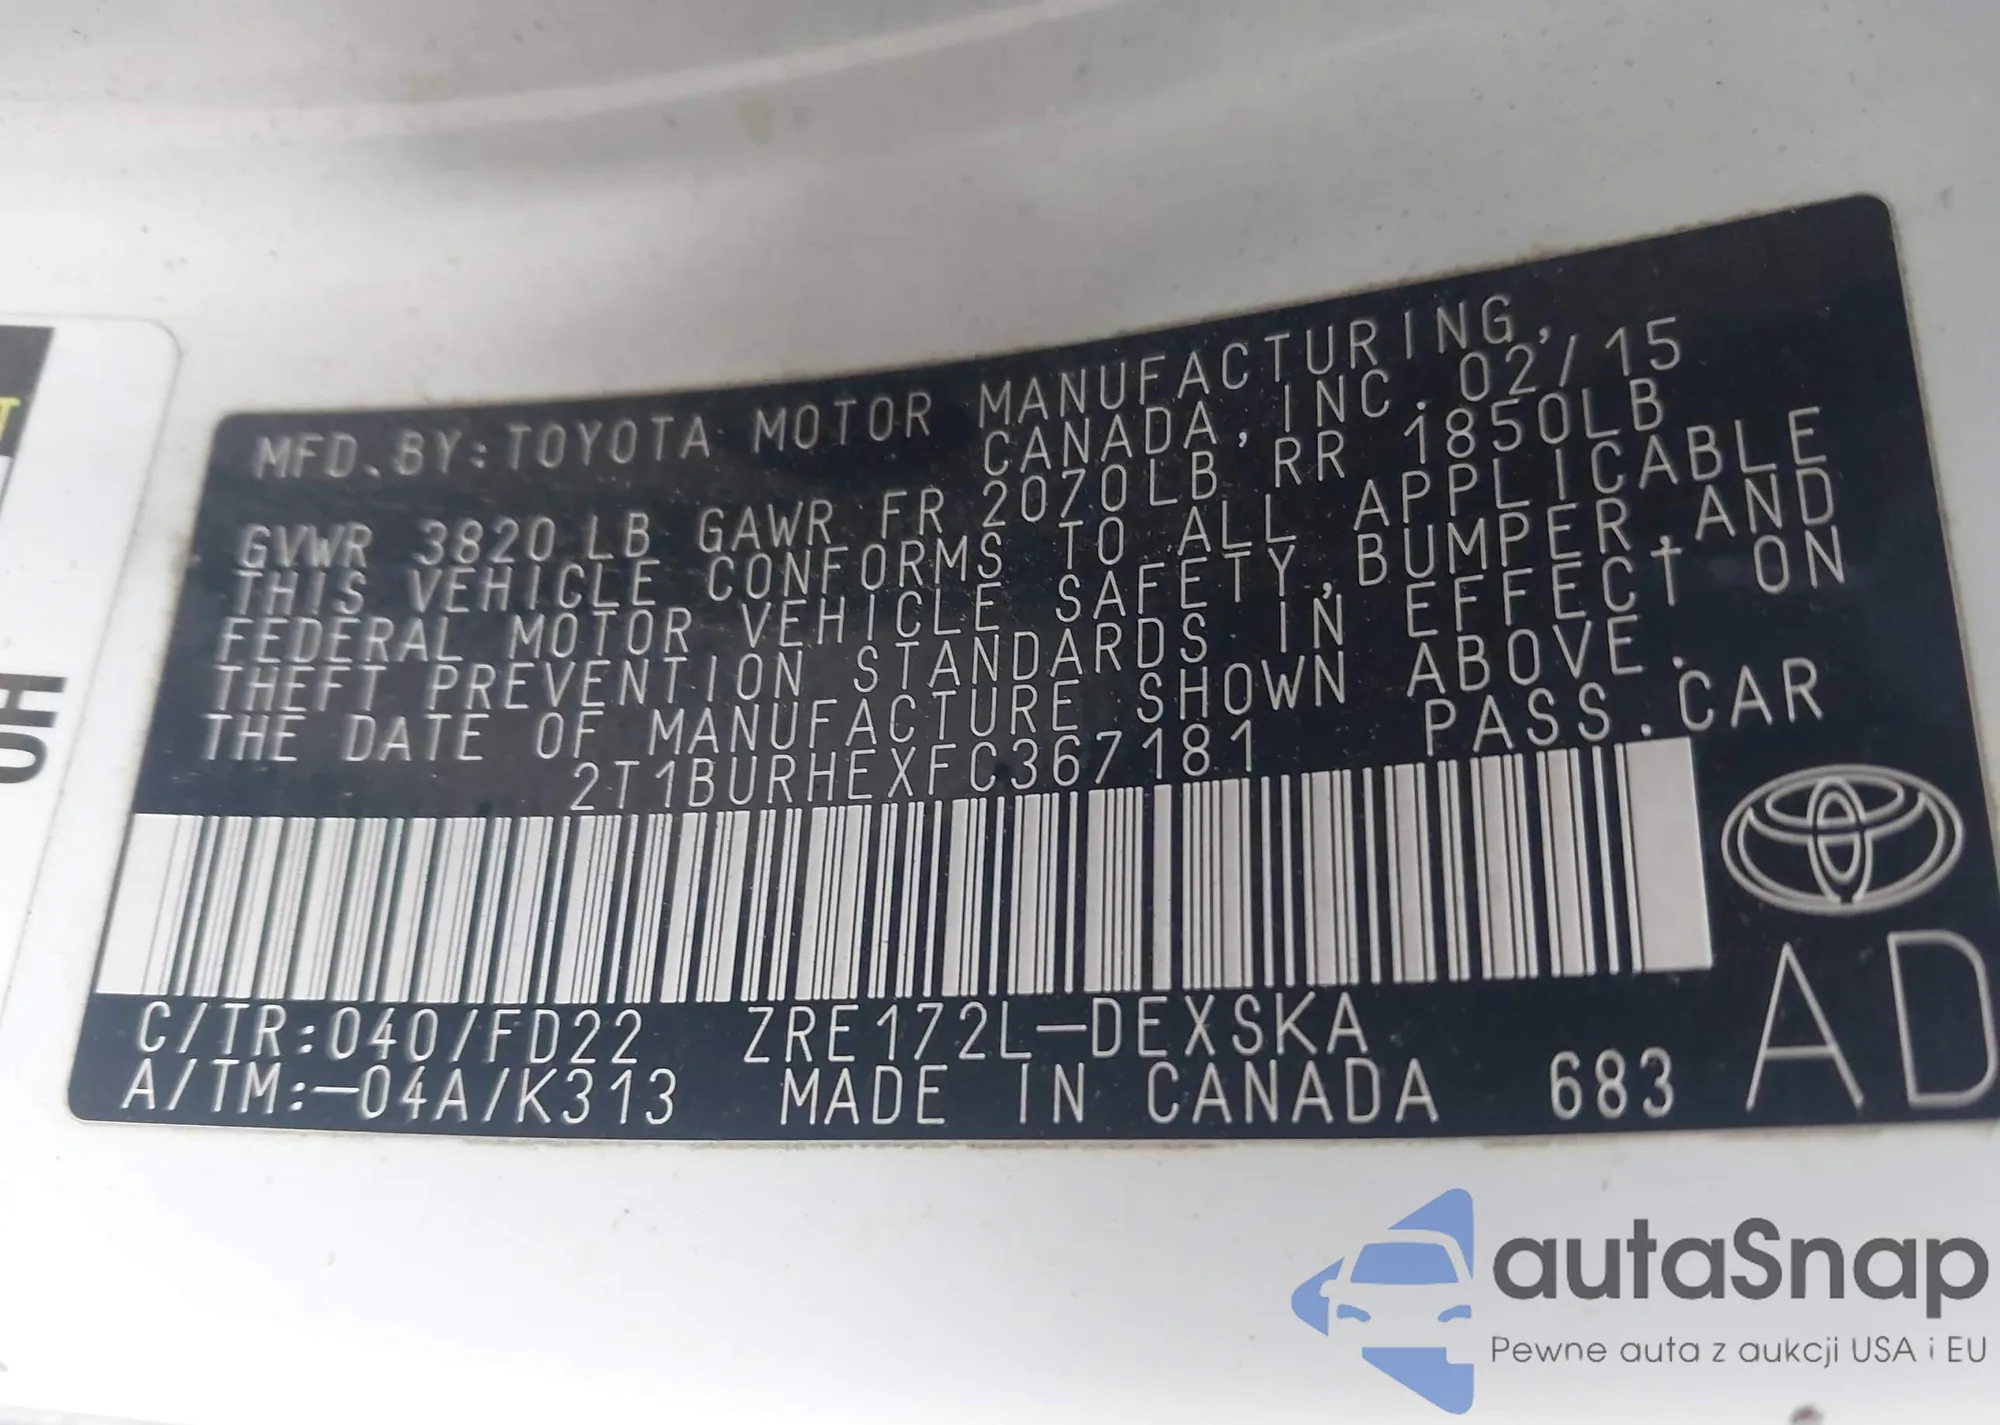 MFD. BY: TOYOTA MOTOR MANUFACTURING,
CANADA, INC. 02/15
GVWR 3820 LB GAWR FR 2070LB RR 1850LB
THIS VEHICLE CONFORMS TO ALL APPLICABLE
FEDERAL MOTOR VEHICLE SAFETY, BUMPER, AND
THEFT PREVENTION STANDARDS IN EFFECT ON
THE DATE OF MANUFACTURE SHOWN ABOVE.
2T1BURHEXFC367181 PASS. CAR
C/TR:040/FD22 ZRE172L-DEXSKA
A/TM:-04A/K313 MADE IN CANADA 683
AD
autaSnap
Pewne auta z aukcji USA i EU